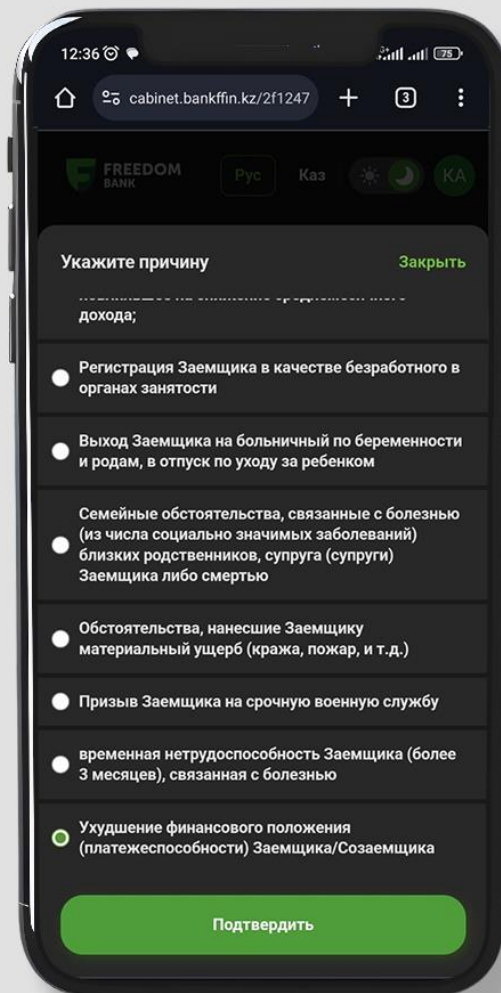 12:36
75
cabinet.bankffin.kz/2f1247
3
FREEDOM
BANK
Рус
Каз
KA
Укажите причину
Закрыть
дохода;
Регистрация Заемщика в качестве безработного в
органах занятости
Выход Заемщика на больничный по беременности
и родам, в отпуск по уходу за ребенком
Семейные обстоятельства, связанные с болезнью
(из числа социально значимых заболеваний)
близких родственников, супруга (супруги)
Заемщика либо смертью
Обстоятельства, нанесшие Заемщику
материальный ущерб (кража, пожар, и т.д.)
Призыв Заемщика на срочную военную службу
временная нетрудоспособность Заемщика (более
3 месяцев), связанная с болезнью
Ухудшение финансового положения
(платежеспособности) Заемщика/Созаемщика
Подтвердить